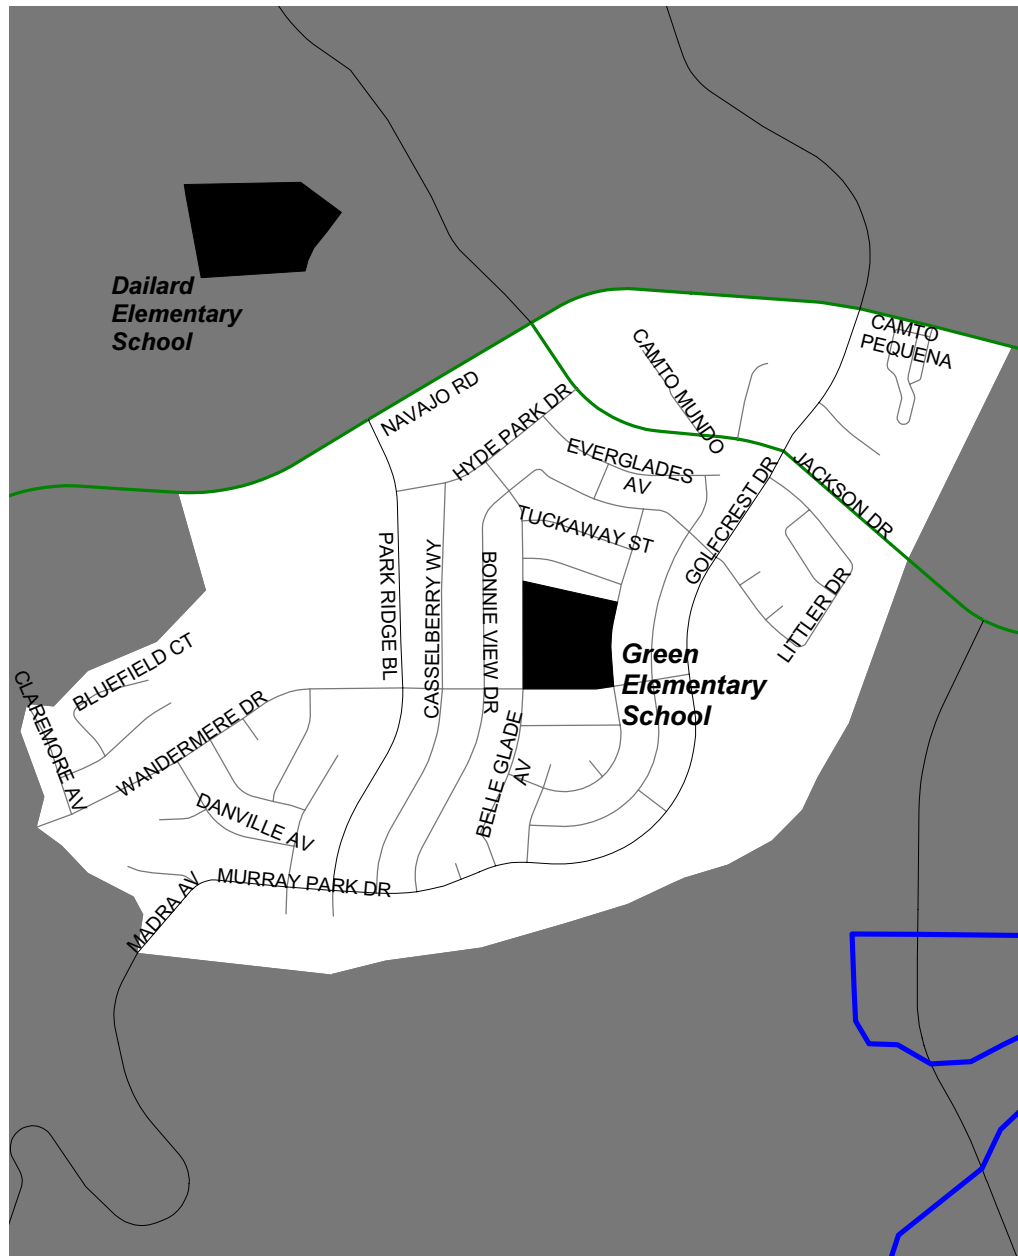 Dailard
Elementary
School
CAMTO
PEQUENA
CAMTO MUNDO
NAVAJO RD
HYDE PARK DR
EVERGLADES
AV
JACKSON DR
GOLFCREST DR
TUCKAWAY ST
PARK RIDGE BL
CASSELBERRY WY
BONNIE VIEW DR
LITTLER DR
Green
Elementary
School
BLUEFIELD CT
CLAREMORE AV
WANDERMERE DR
BELLE GLADE
AV
DANVILLE AV
MURRAY PARK DR
MADRA AV